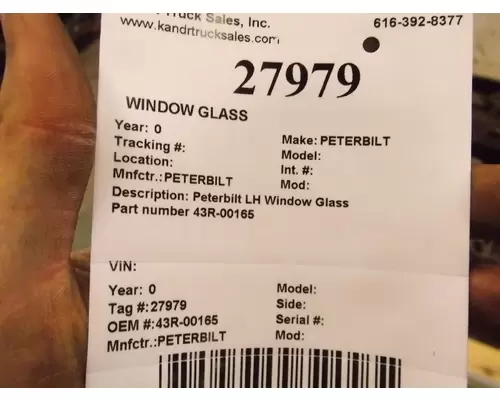 Truck Sales, Inc.
616-392-8377
www.kandrtrucksales.com
27979
WINDOW GLASS
Year: 0
Make: PETERBILT
Tracking #:
Model:
Location:
Int. #:
Mnfctr.: PETERBILT
Mod:
Description: Peterbilt LH Window Glass
Part number 43R-00165
VIN:
Year: 0
Model:
Tag #:27979
Side:
OEM #:43R-00165
Serial #:
Mnfctr.:PETERBILT
Mod: